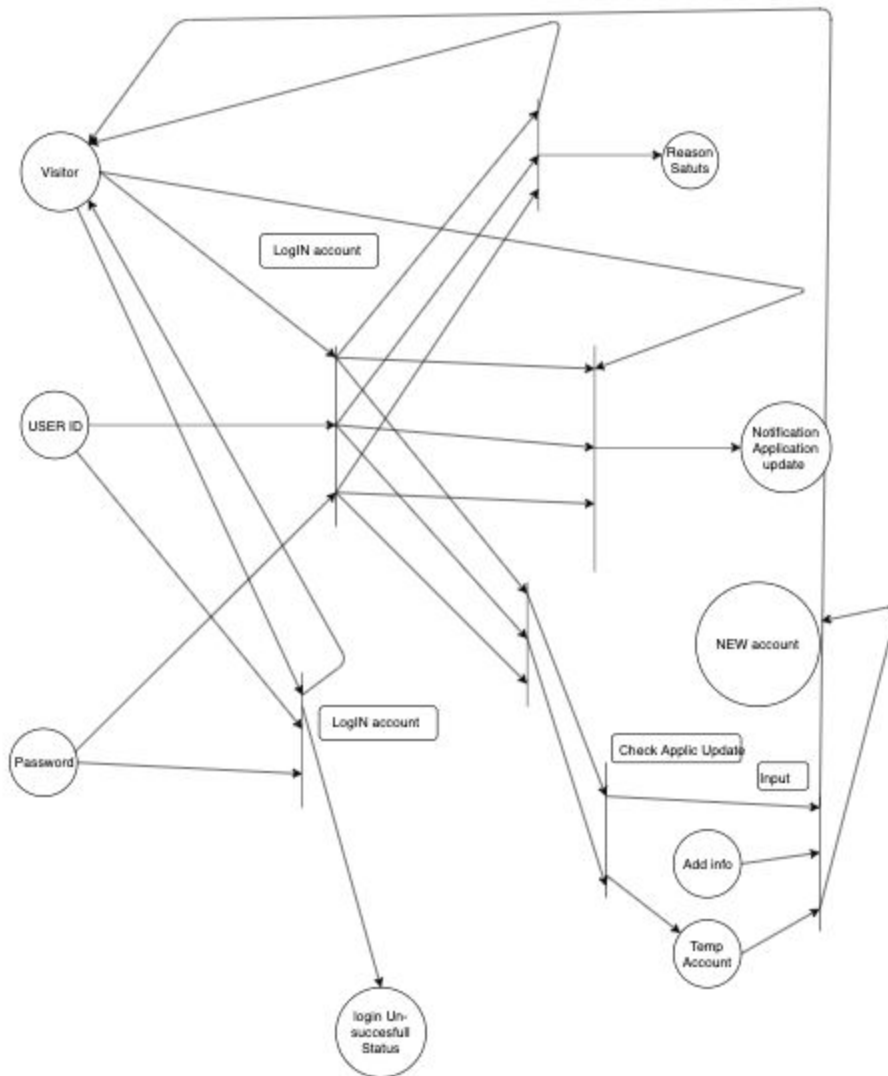 Reason
Satuts
Visitor
LogIN account
USER ID
Notification
Application
update
NEW account
LogIN account
Check Applic Update
Password
Input
Add info
Temp
Account
login Un-
succesfull
Status